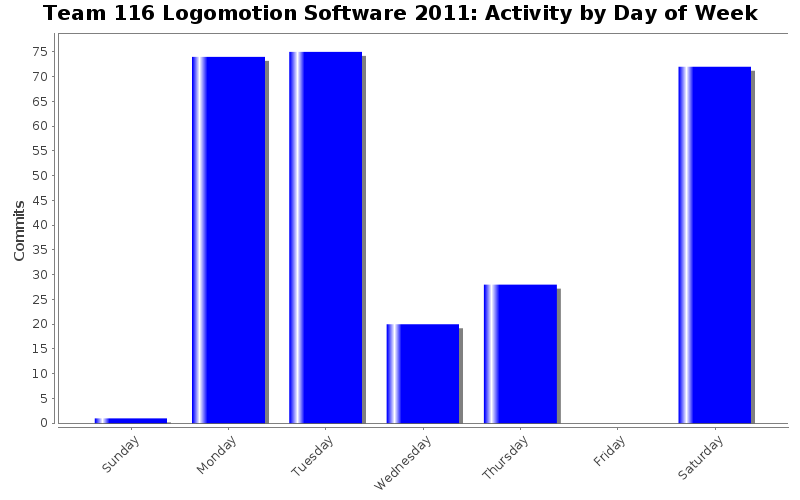 Team 116 Logomotion Software 2011: Activity by Day of Week
75
70
65
60
55
50
45
40
35
30
25
20
15
10
5
0
Commits
Sunday
Monday
Tuesday
Wednesday
Thursday
Friday
Saturday